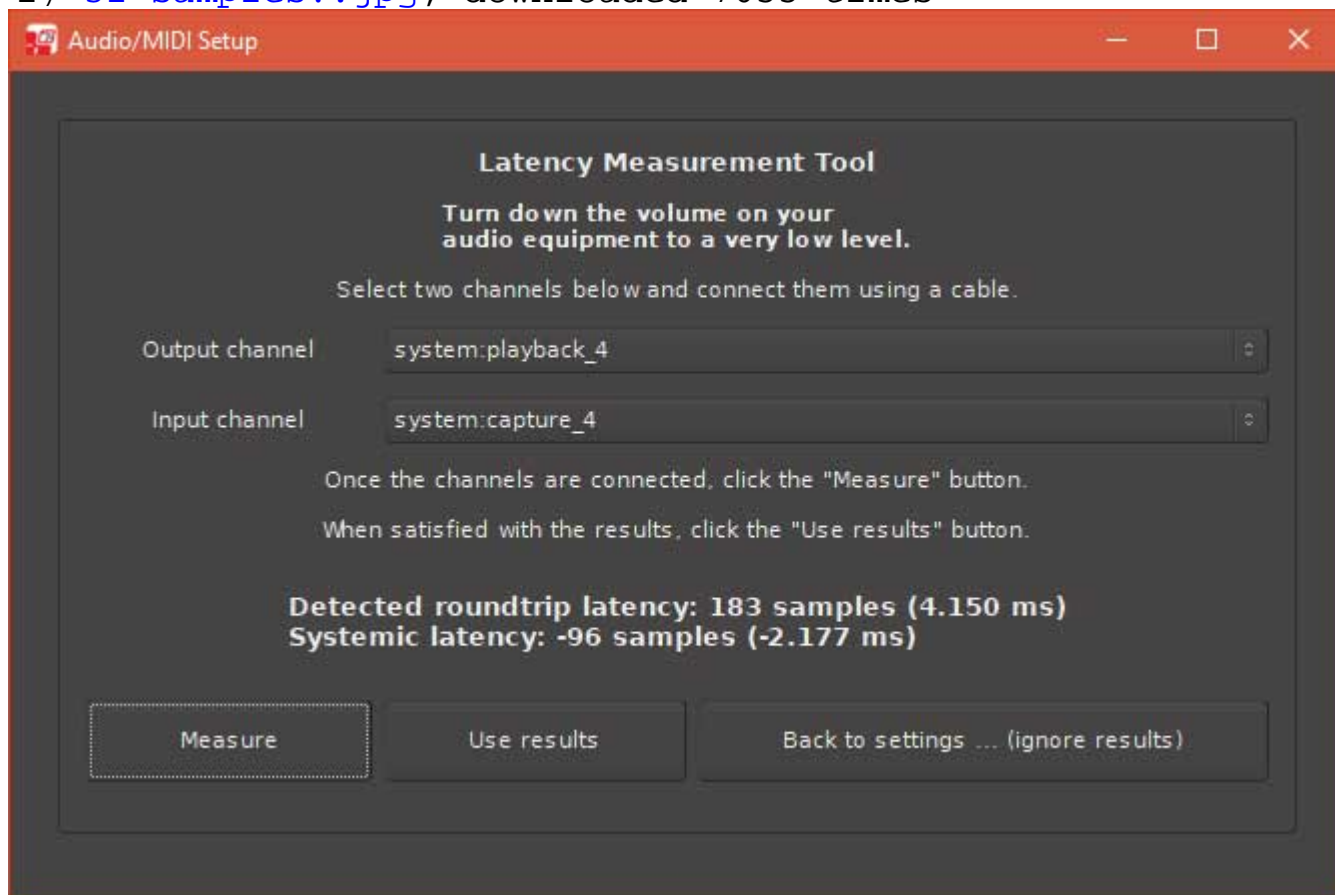 Audio/MIDI Setup
Latency Measurement Tool
Turn down the volume on your
audio equipment to a very low level.
Select two channels below and connect them using a cable.
Output channel system:playback_4
Input channel system:capture_4
Once the channels are connected, click the "Measure" button.
When satisfied with the results, click the "Use results" button.
Detected roundtrip latency: 183 samples (4.150 ms)
Systemic latency: -96 samples (-2.177 ms)
Measure Use results Back to settings ... (ignore results)